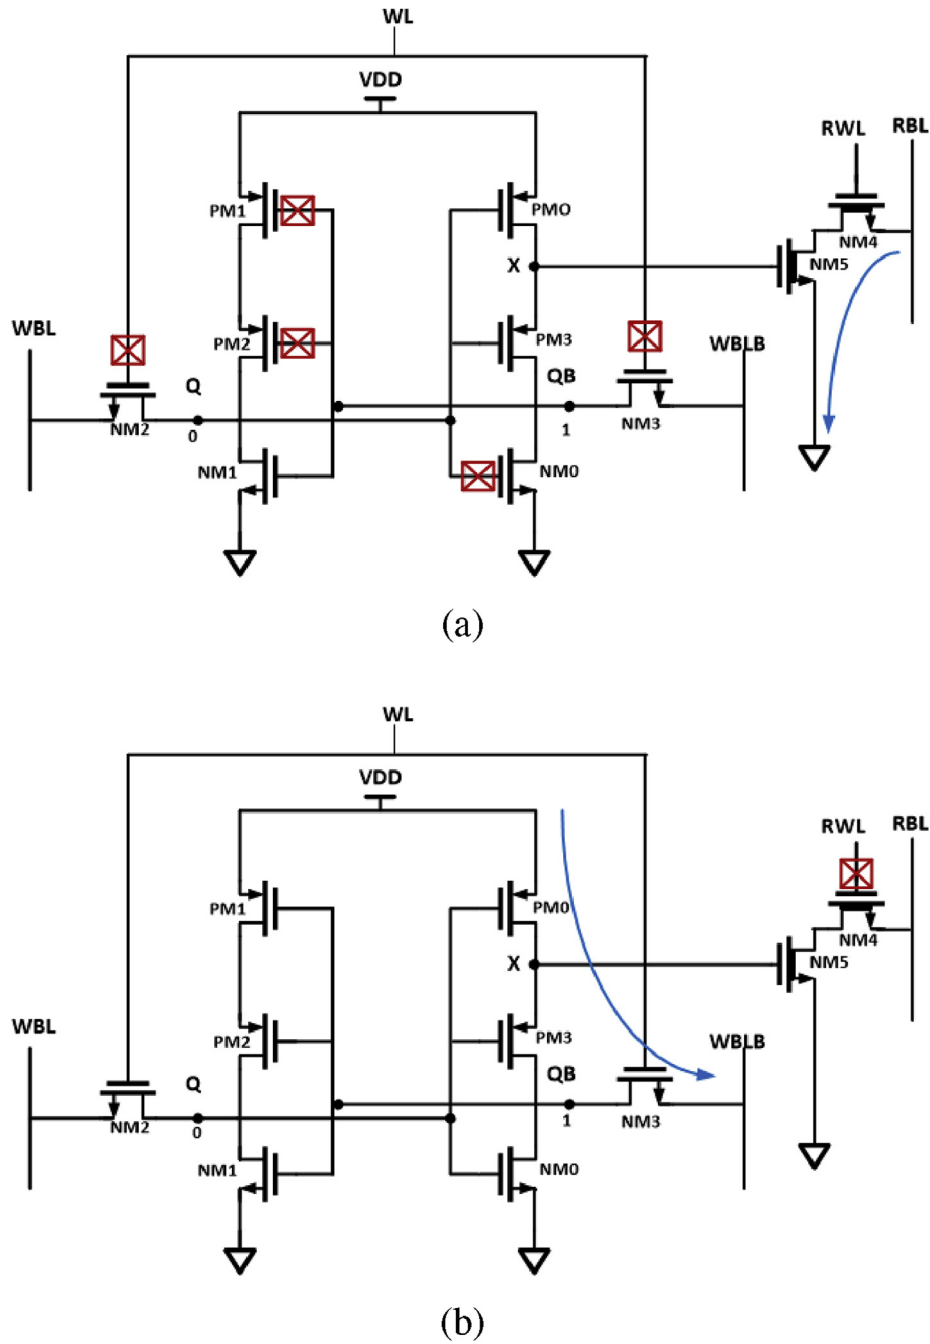 WL
VDD
RWL RBL
PM1 PM0
NM4
X NM5
WBL PM2 PM3 WBLB
Q QB
NM2 0 1 NM3
NM1 NM0
(a)
WL
VDD
RWL RBL
PM1 PM0
NM4
X NM5
WBL PM2 PM3 WBLB
Q QB
NM2 0 1 NM3
NM1 NM0
(b)